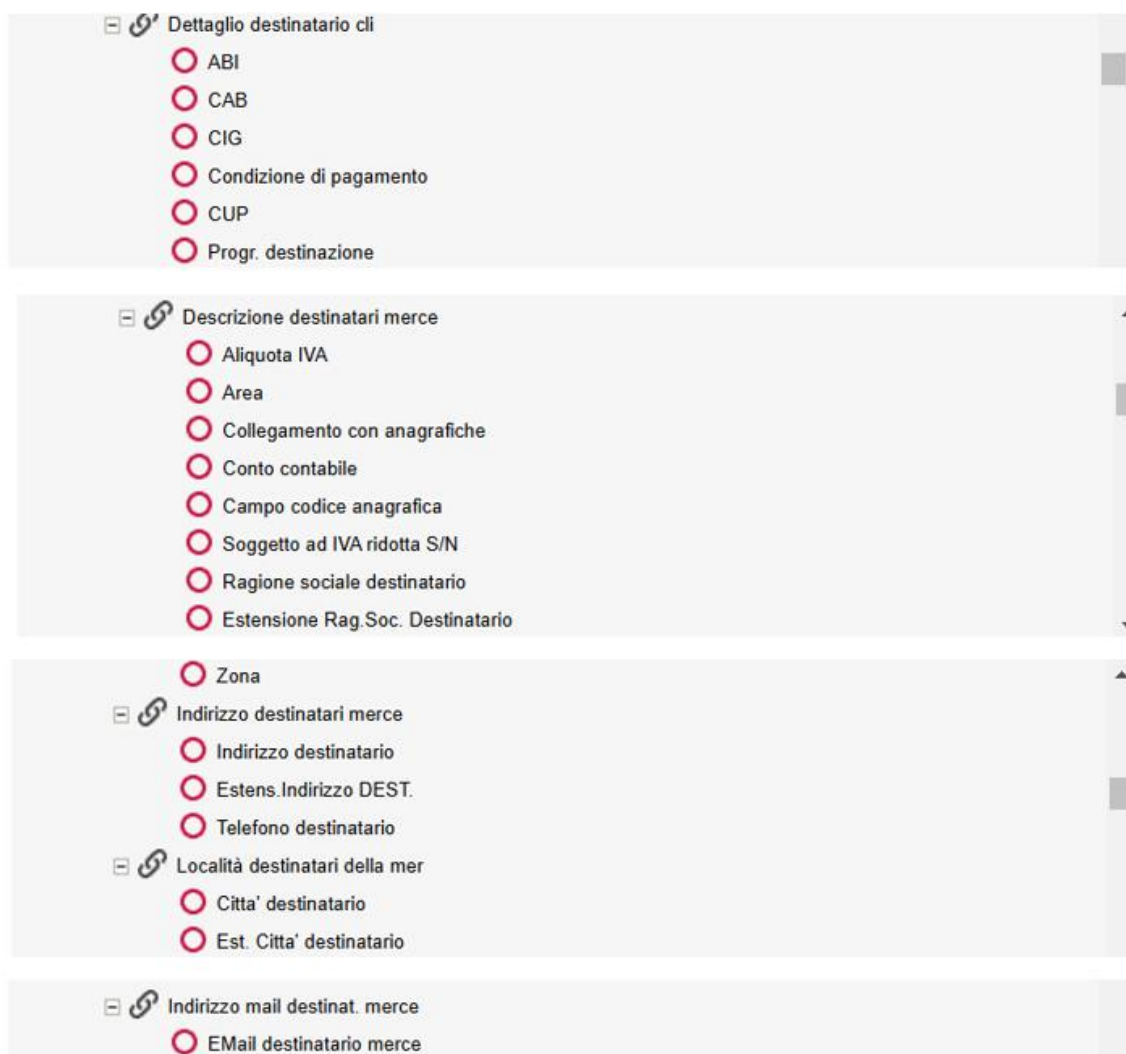 Dettaglio destinatario cli
ABI
CAB
CIG
Condizione di pagamento
CUP
Progr. destinazione
Descrizione destinatari merce
Aliquota IVA
Area
Collegamento con anagrafiche
Conto contabile
Campo codice anagrafica
Soggetto ad IVA ridotta S/N
Ragione sociale destinatario
Estensione Rag.Soc. Destinatario
Zona
Indirizzo destinatari merce
Indirizzo destinatario
Estens.Indirizzo DEST.
Telefono destinatario
Località destinatari della mer
Citta' destinatario
Est. Citta' destinatario
Indirizzo mail destinat. merce
EMail destinatario merce